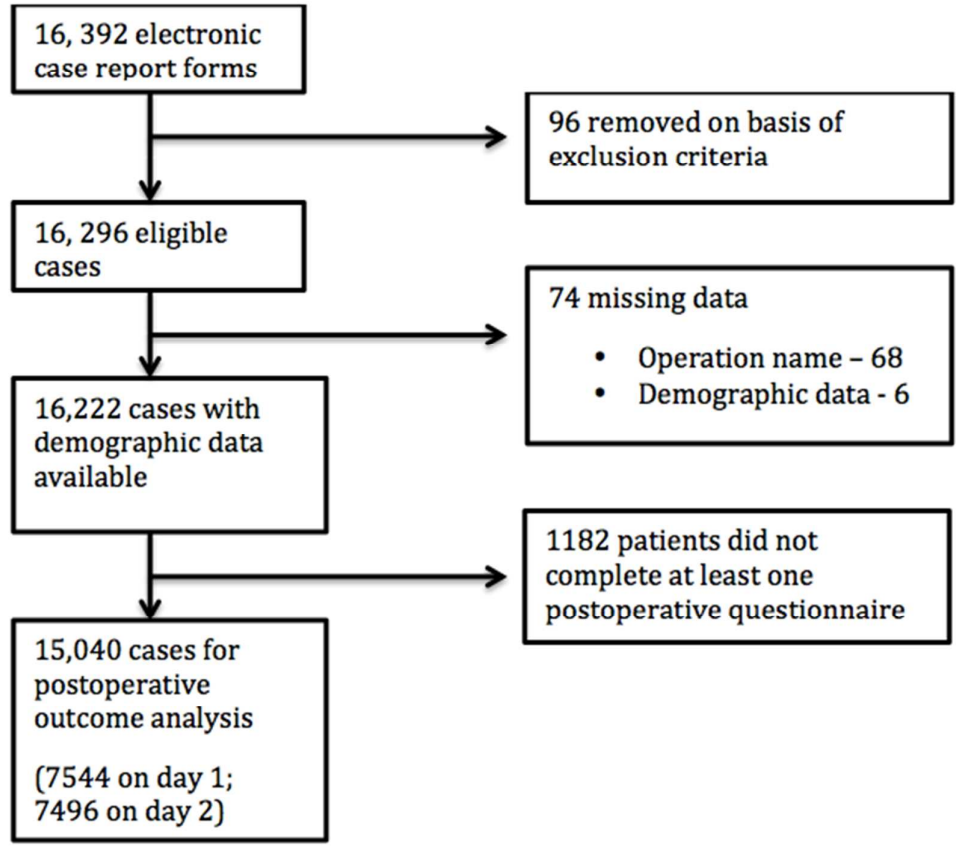 16, 392 electronic
case report forms
96 removed on basis of
exclusion criteria
16, 296 eligible
cases
74 missing data
• Operation name – 68
• Demographic data - 6
16,222 cases with
demographic data
available
1182 patients did not
complete at least one
postoperative questionnaire
15,040 cases for
postoperative
outcome analysis
(7544 on day 1;
7496 on day 2)